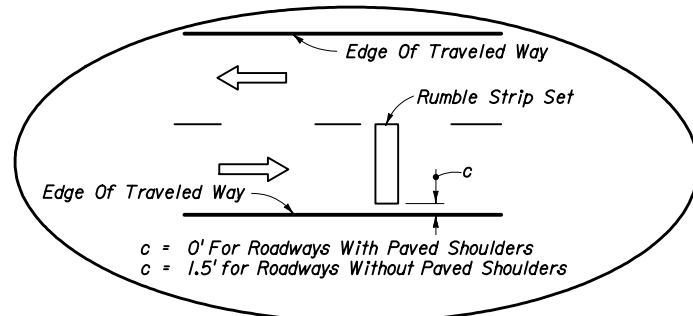 Edge Of Traveled Way
Rumble Strip Set
c
Edge Of Traveled Way
c = 0' For Roadways With Paved Shoulders
c = 1.5' for Roadways Without Paved Shoulders